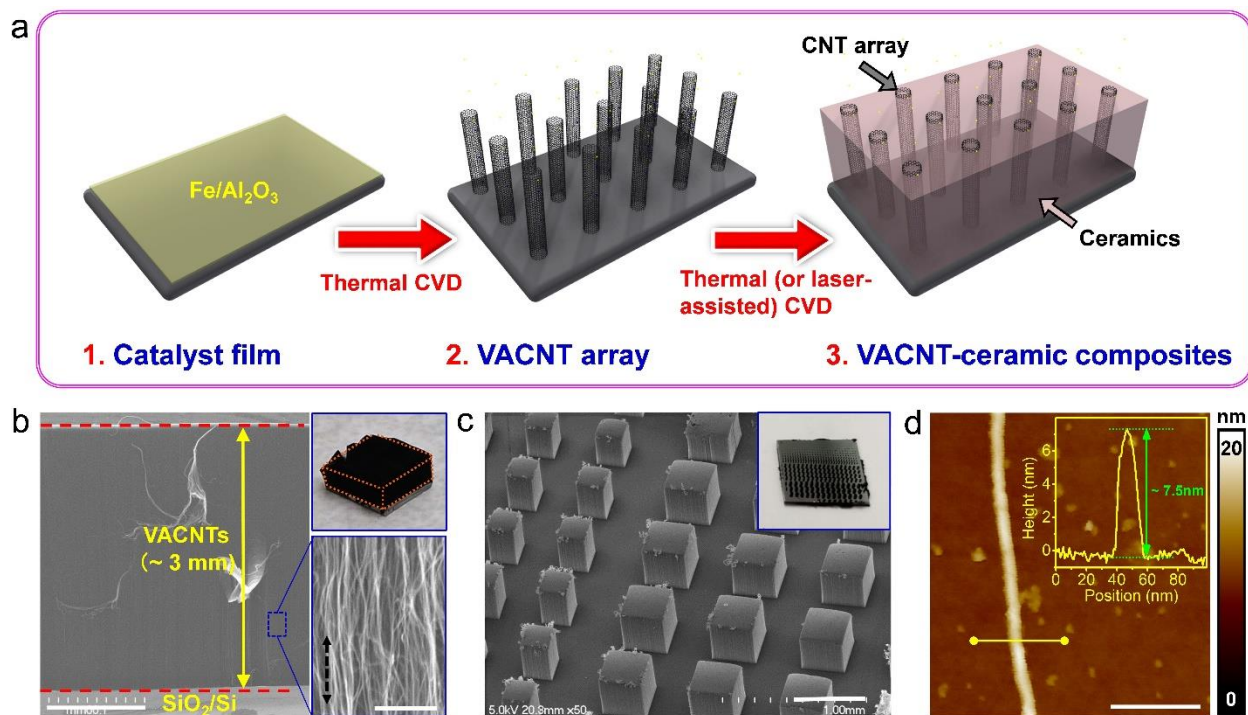 a
CNT array
Fe/Al₂O₃
Ceramics
Thermal CVD
Thermal (or laser-
assisted) CVD
1. Catalyst film
2. VACNT array
3. VACNT-ceramic composites
b
VACNTs
(~ 3 mm)
SiO₂/Si
c
5.0kV 20.3mm x50
1.00mm
d
nm
20
0
Height (nm)
6
4
2
0
~ 7.5nm
0 20 40 60 80
Position (nm)